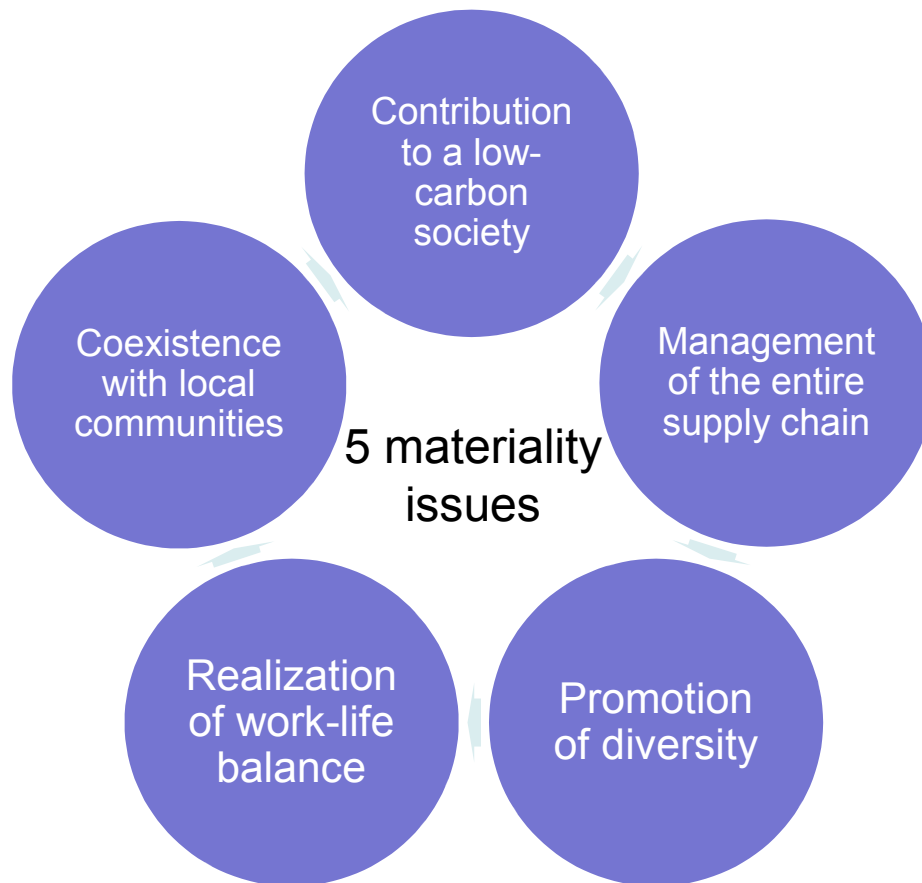 Contribution
to a low-
carbon
society
Management
of the entire
supply chain
Promotion
of diversity
Realization
of work-life
balance
Coexistence
with local
communities
5 materiality
issues